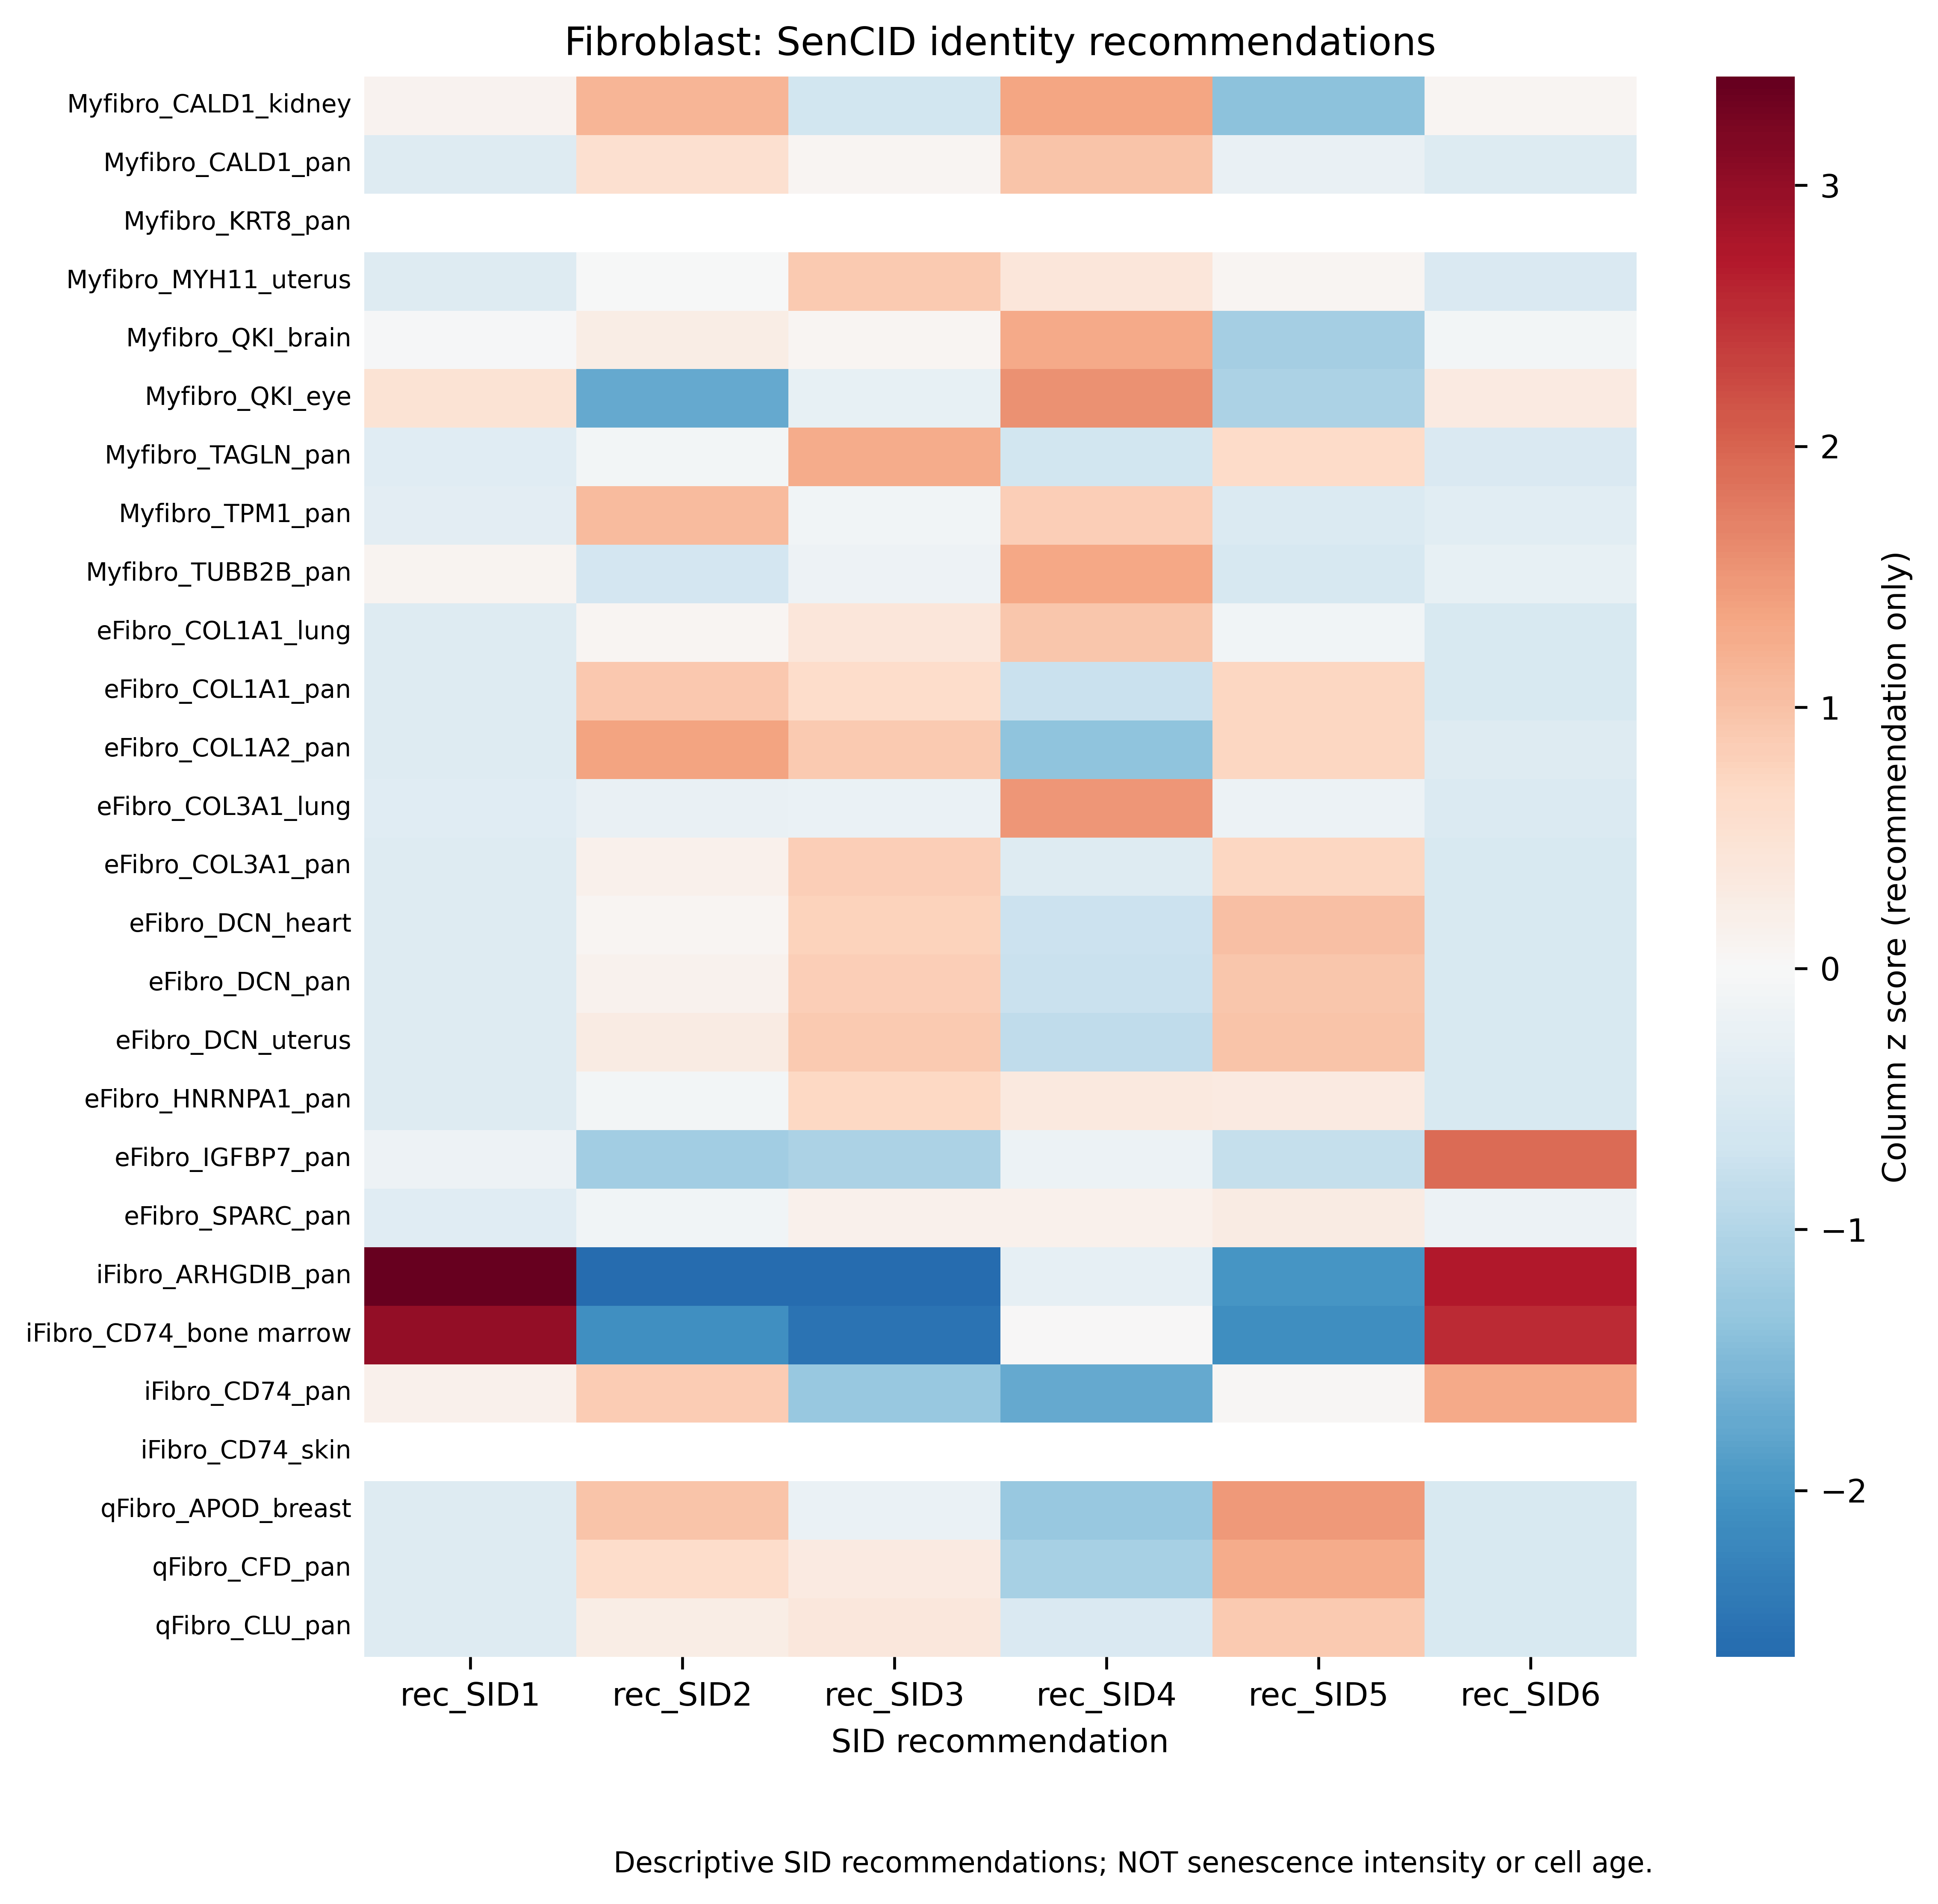 Fibroblast: SenCID identity recommendations
Myfibro_CALD1_kidney
Myfibro_CALD1_pan
Myfibro_KRT8_pan
Myfibro_MYH11_uterus
Myfibro_QKI_brain
Myfibro_QKI_eye
Myfibro_TAGLN_pan
Myfibro_TPM1_pan
Myfibro_TUBB2B_pan
eFibro_COL1A1_lung
eFibro_COL1A1_pan
eFibro_COL1A2_pan
eFibro_COL3A1_lung
eFibro_COL3A1_pan
eFibro_DCN_heart
eFibro_DCN_pan
eFibro_DCN_uterus
eFibro_HNRNPA1_pan
eFibro_IGFBP7_pan
eFibro_SPARC_pan
iFibro_ARHGDIB_pan
iFibro_CD74_bone marrow
iFibro_CD74_pan
iFibro_CD74_skin
qFibro_APOD_breast
qFibro_CFD_pan
qFibro_CLU_pan
rec_SID1 rec_SID2 rec_SID3 rec_SID4 rec_SID5 rec_SID6
SID recommendation
3
2
1
0
−1
−2
Column z score (recommendation only)
Descriptive SID recommendations; NOT senescence intensity or cell age.